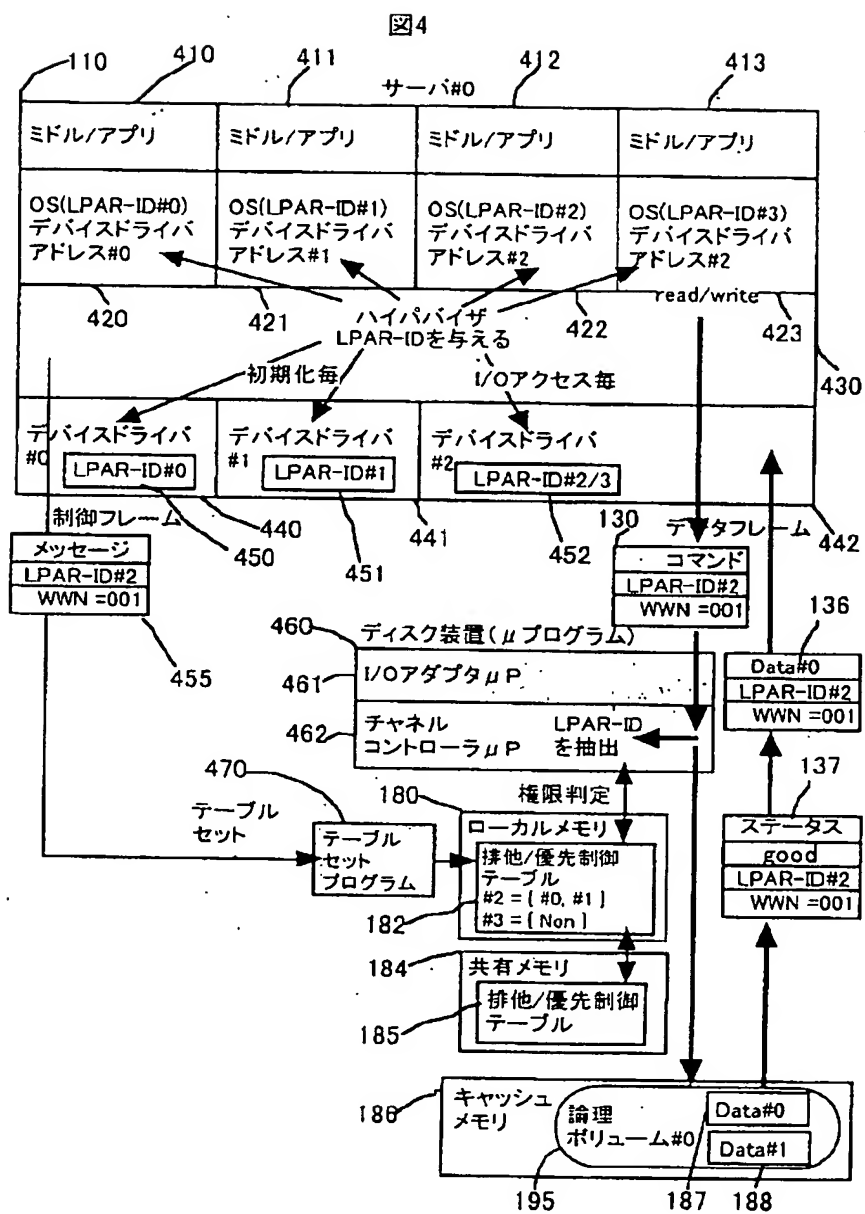 図4
110
410
411
412
413
サーバ#0
ミドル/アプリ
ミドル/アプリ
ミドル/アプリ
ミドル/アプリ
OS(LPAR-ID#0)
デバイスドライバ
アドレス#0
OS(LPAR-ID#1)
デバイスドライバ
アドレス#1
OS(LPAR-ID#2)
デバイスドライバ
アドレス#2
OS(LPAR-ID#3)
デバイスドライバ
アドレス#2
420
421
422
read/write
423
ハイパバイザ
LPAR-IDを与える
430
初期化毎
I/Oアクセス毎
デバイスドライバ
#0
LPAR-ID#0
デバイスドライバ
#1
LPAR-ID#1
デバイスドライバ
#2
LPAR-ID#2/3
制御フレーム
440
450
441
451
452
130
データフレーム
442
メッセージ
LPAR-ID#2
WWN =001
455
コマンド
LPAR-ID#2
WWN =001
136
Data#0
LPAR-ID#2
WWN =001
460
ディスク装置(μプログラム)
461
I/OアダプタμP
462
チャネル
コントローラμP
LPAR-ID
を抽出
470
180
権限判定
137
テーブル
セット
テーブル
セット
プログラム
ローカルメモリ
排他/優先制御
テーブル
#2 = { #0, #1 }
#3 = { Non }
182
ステータス
good
LPAR-ID#2
WWN =001
184
共有メモリ
排他/優先制御
テーブル
185
186
キャッシュ
メモリ
論理
ボリューム#0
Data#0
Data#1
195
187
188